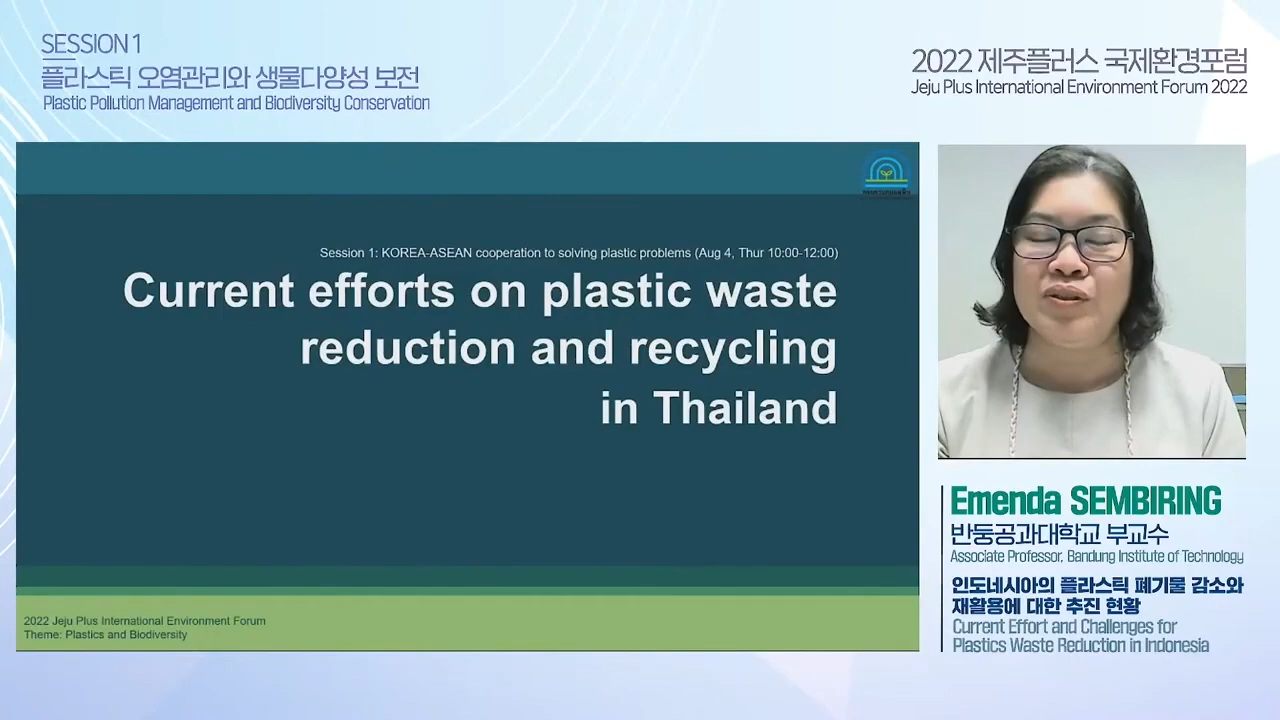 SESSION 1
플라스틱 오염관리와 생물다양성 보전
Plastic Pollution Management and Biodiversity Conservation
2022 제주플러스 국제환경포럼
Jeju Plus International Environment Forum 2022
Session 1: KOREA-ASEAN cooperation to solving plastic problems (Aug 4, Thur 10:00-12:00)
Current efforts on plastic waste
reduction and recycling
in Thailand
2022 Jeju Plus International Environment Forum
Theme: Plastics and Biodiversity
Emenda SEMBIRING
반둥공과대학교 부교수
Associate Professor, Bandung Institute of Technology
인도네시아의 플라스틱 폐기물 감소와
재활용에 대한 추진 현황
Current Effort and Challenges for
Plastics Waste Reduction in Indonesia